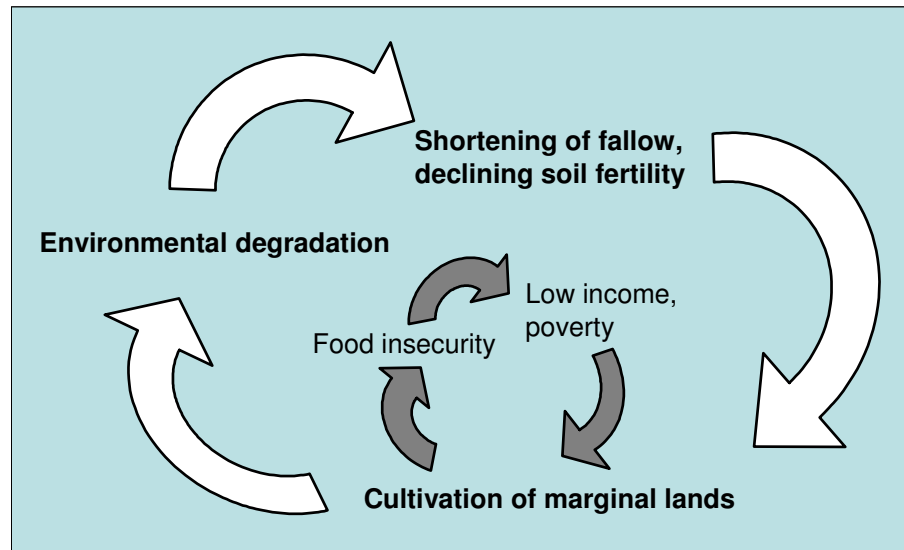 Shortening of fallow,
declining soil fertility
Environmental degradation
Low income,
poverty
Food insecurity
Cultivation of marginal lands